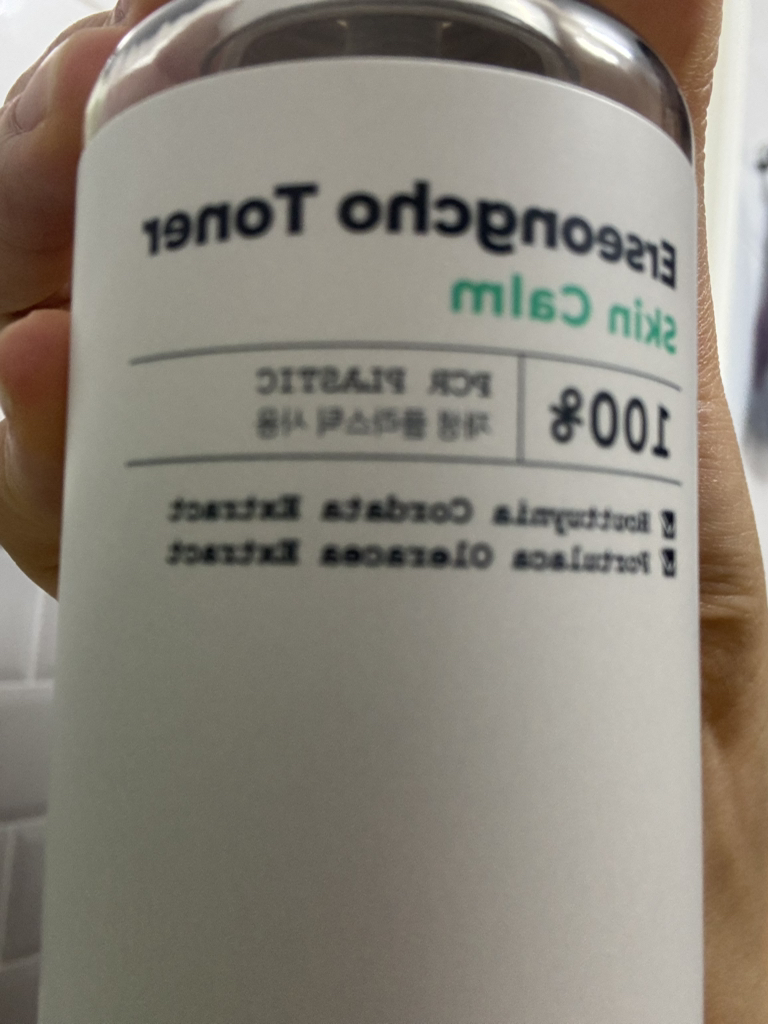 Erseongcho Toner
Skin Calm
100%
PCR PLASTIC
재생 플라스틱 사용
Houttuynia Cordata Extract
Portulaca Oleracea Extract